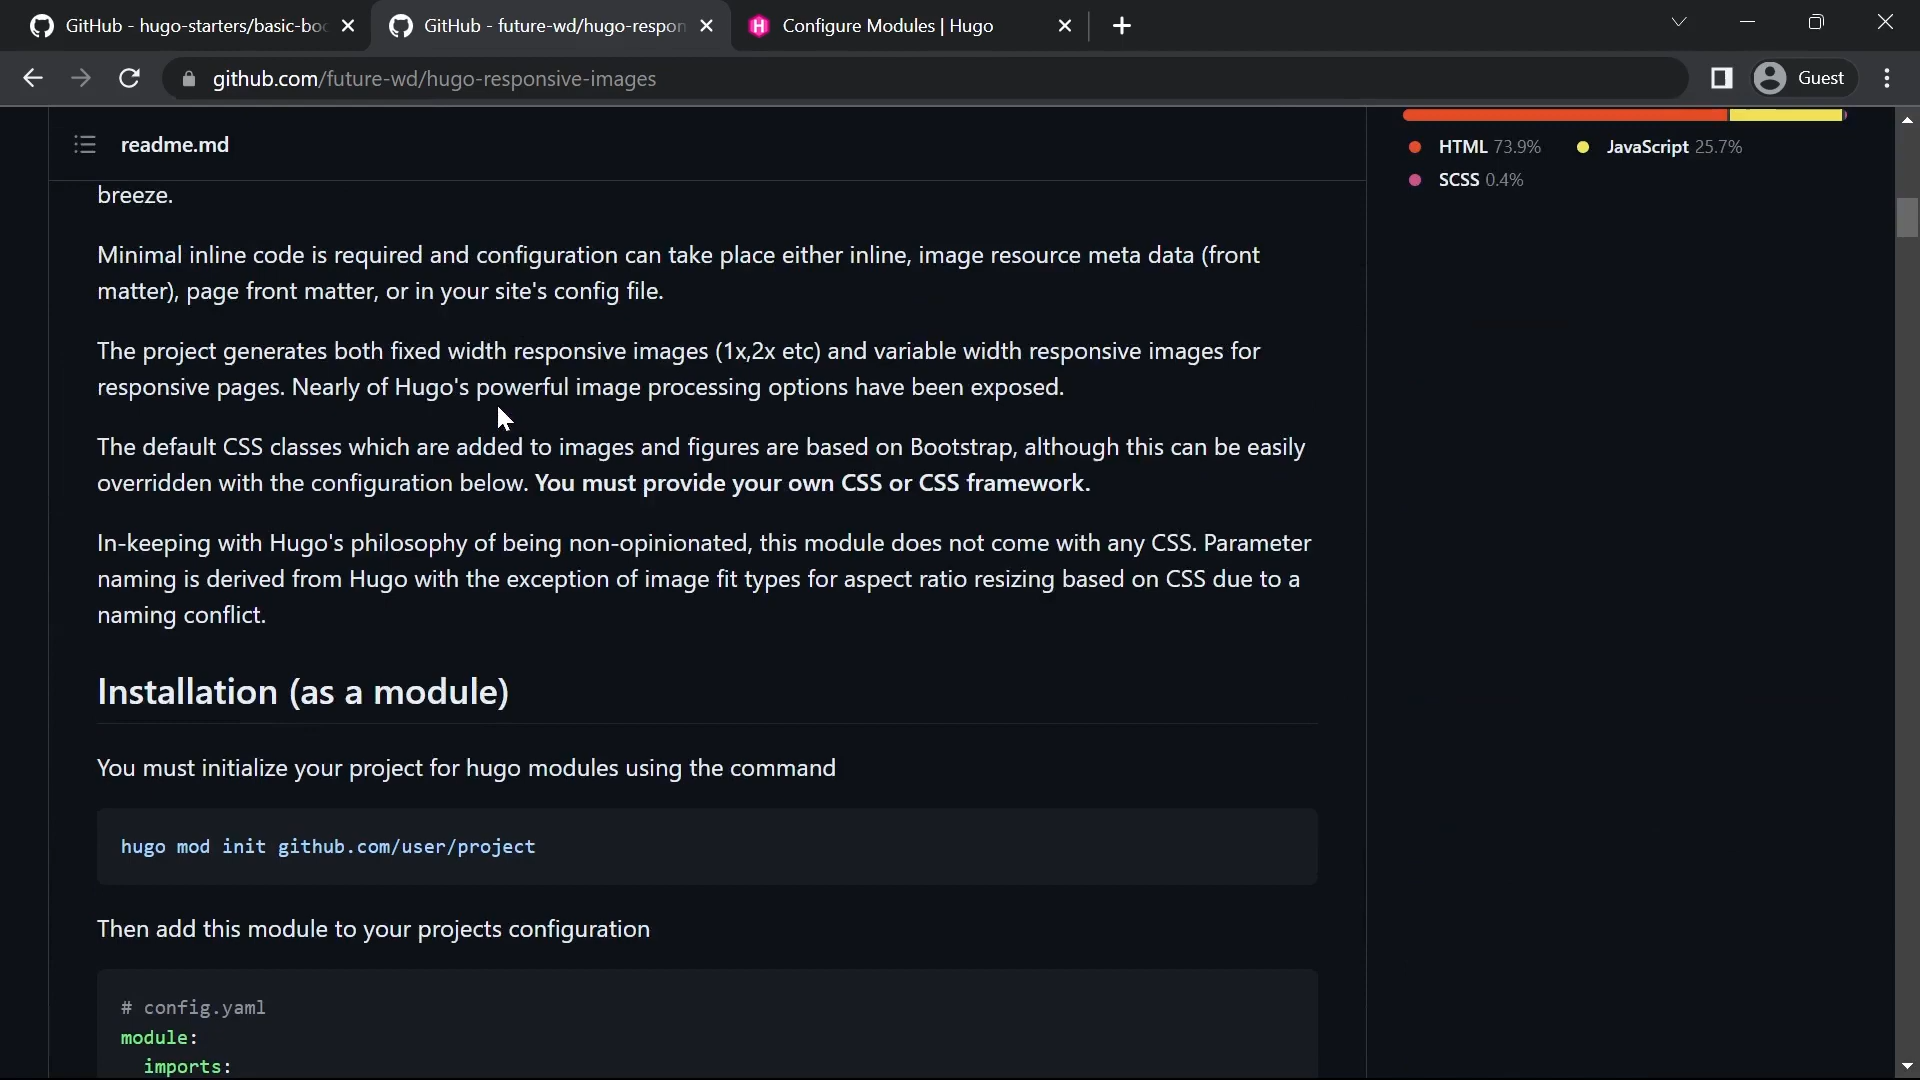 GitHub - hugo-starters/basic-boo
GitHub - future-wd/hugo-respon
Configure Modules | Hugo
github.com/future-wd/hugo-responsive-images
Guest
readme.md
HTML 73.9%
JavaScript 25.7%
SCSS 0.4%
breeze.
Minimal inline code is required and configuration can take place either inline, image resource meta data (front
matter), page front matter, or in your site's config file.
The project generates both fixed width responsive images (1x,2x etc) and variable width responsive images for
responsive pages. Nearly of Hugo's powerful image processing options have been exposed.
The default CSS classes which are added to images and figures are based on Bootstrap, although this can be easily
overridden with the configuration below. You must provide your own CSS or CSS framework.
In-keeping with Hugo's philosophy of being non-opinionated, this module does not come with any CSS. Parameter
naming is derived from Hugo with the exception of image fit types for aspect ratio resizing based on CSS due to a
naming conflict.
Installation (as a module)
You must initialize your project for hugo modules using the command
hugo mod init github.com/user/project
Then add this module to your projects configuration
# config.yaml
module:
imports: